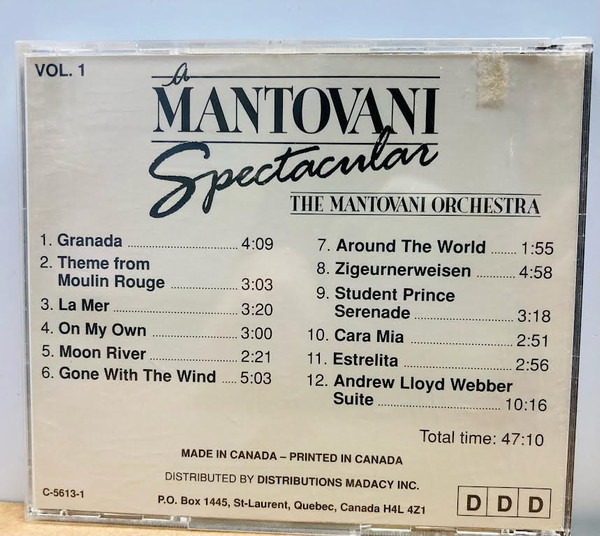 VOL. 1
a
MANTOVANI
Spectacular
THE MANTOVANI ORCHESTRA
1. Granada ........ 4:09
2. Theme from
Moulin Rouge ........ 3:03
3. La Mer ........ 3:20
4. On My Own ........ 3:00
5. Moon River ........ 2:21
6. Gone With The Wind .... 5:03
7. Around The World ...... 1:55
8. Zigeurnerweisen ........ 4:58
9. Student Prince
Serenade ........ 3:18
10. Cara Mia ........ 2:51
11. Estrelita ........ 2:56
12. Andrew Lloyd Webber
Suite ........ 10:16
Total time: 47:10
MADE IN CANADA – PRINTED IN CANADA
DISTRIBUTED BY DISTRIBUTIONS MADACY INC.
C-5613-1
P.O. Box 1445, St-Laurent, Quebec, Canada H4L 4Z1
D D D